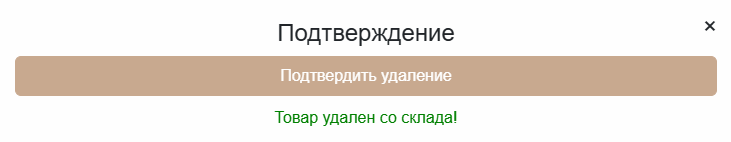 Подтверждение
×
Подтвердить удаление
Товар удален со склада!